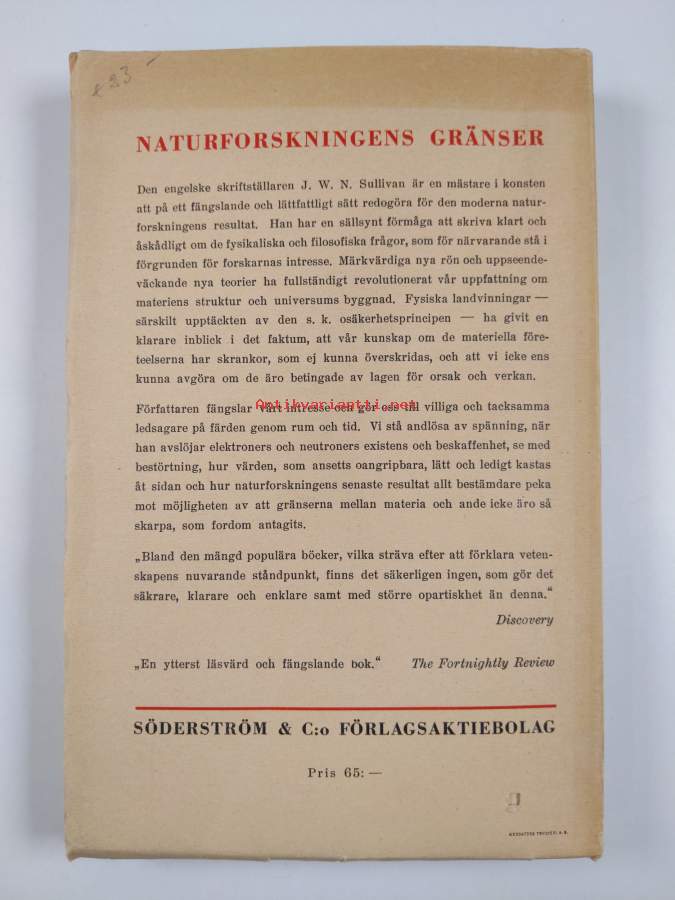 NATURFORSKNINGENS GRÄNSER
Den engelske skriftställaren J. W. N. Sullivan är en mästare i konsten
att på ett fängslande och lättfattligt sätt redogöra för den moderna natur-
forskningens resultat. Han har en sällsynt förmåga att skriva klart och
åskådligt om de fysikaliska och filosofiska frågor, som för närvarande stå i
förgrunden för forskarnas intresse. Märkvärdiga nya rön och uppseende-
väckande nya teorier ha fullständigt revolutionerat vår uppfattning om
materiens struktur och universums byggnad. Fysiska landvinningar —
särskilt upptäckten av den s. k. osäkerhetsprincipen — ha givit en
klarare inblick i det faktum, att vår kunskap om de materiella före-
teelserna har skrankor, som ej kunna överskridas, och att vi icke ens
kunna avgöra om de äro betingade av lagen för orsak och verkan.
Antikvariantti.net
Författaren fängslar vårt intresse och gör oss till villiga och tacksamma
ledsagare på färden genom rum och tid. Vi stå andlösa av spänning, när
han avslöjar elektroners och neutroners existens och beskaffenhet, se med
bestörtning, hur värden, som ansetts oangripbara, lätt och ledigt kastas
åt sidan och hur naturforskningens senaste resultat allt bestämdare peka
mot möjligheten av att gränserna mellan materia och ande icke äro så
skarpa, som fordom antagits.
„Bland den mängd populära böcker, vilka sträva efter att förklara veten-
skapens nuvarande ståndpunkt, finns det säkerligen ingen, som gör det
säkrare, klarare och enklare samt med större opartiskhet än denna.“
Discovery
„En ytterst läsvärd och fängslande bok.“ The Fortnightly Review
SÖDERSTRÖM & C:o FÖRLAGSAKTIEBOLAG
Pris 65: —